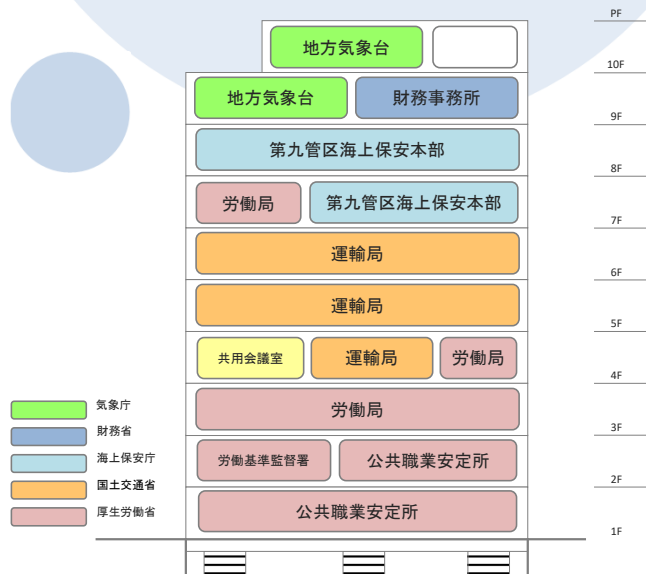 PF
地方気象台
10F
地方気象台 財務事務所
9F
第九管区海上保安本部
8F
労働局 第九管区海上保安本部
7F
運輸局
6F
運輸局
5F
共用会議室 運輸局 労働局
4F
労働局
3F
労働基準監督署 公共職業安定所
2F
公共職業安定所
1F
気象庁
財務省
海上保安庁
国土交通省
厚生労働省